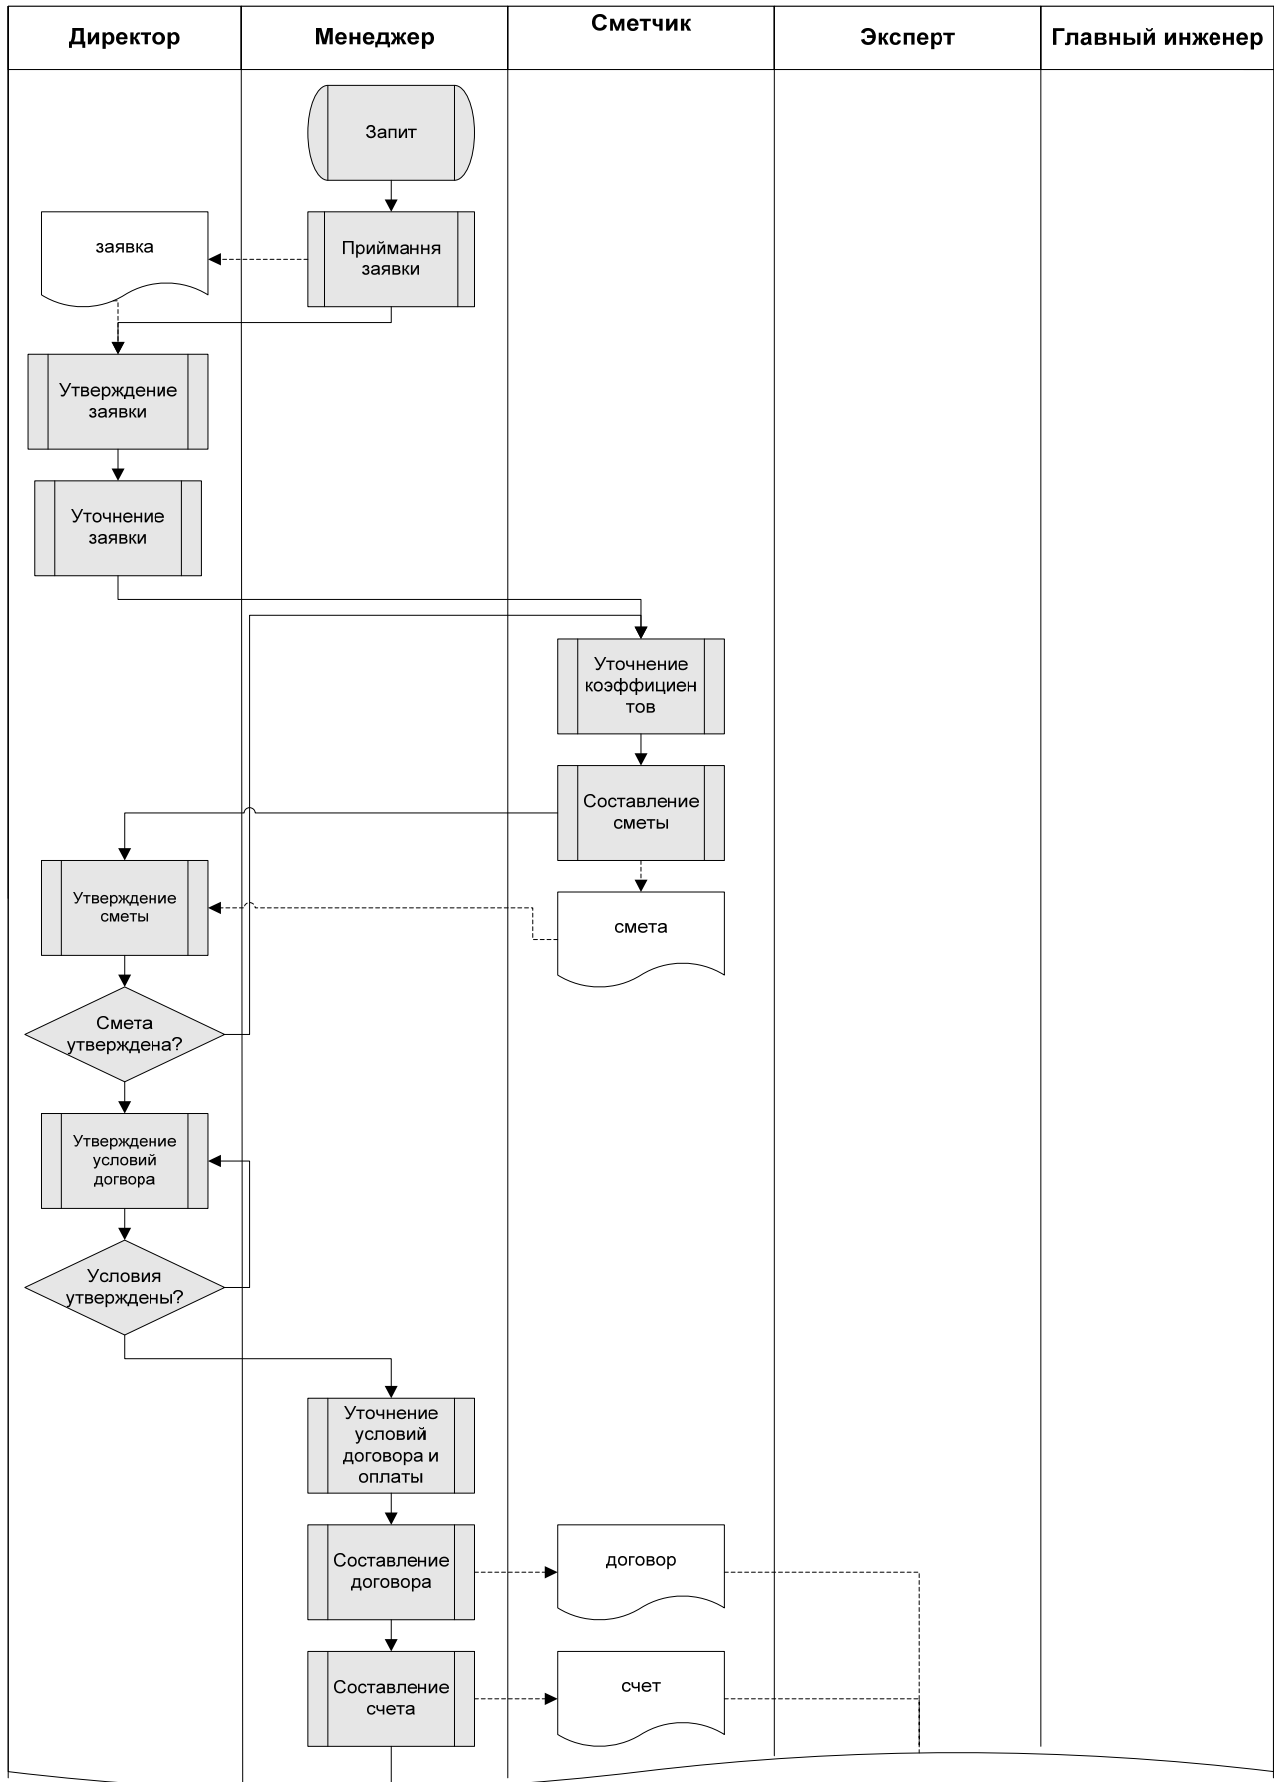 Директор
Менеджер
Сметчик
Эксперт
Главный инженер
Запит
заявка
Приймання
заявки
Утверждение
заявки
Уточнение
заявки
Уточнение
коэффициен
тов
Составление
сметы
Утверждение
сметы
смета
Смета
утверждена?
Утверждение
условий
догвора
Условия
утверждены?
Уточнение
условий
договора и
оплаты
Составление
договора
договор
Составление
счета
счет